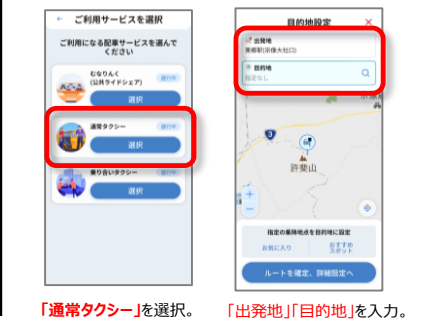 ← ご利用サービスを選択
ご利用になる配車サービスを選んで
ください
むなりんく
(公共ライドシェア)
運行中
選択
通常タクシー
運行中
選択
乗り合いタクシー
運行中
選択
「通常タクシー」を選択。
目的地設定 ×
出発地
東郷駅(宗像大社口)
目的地
指定なし
3
許斐山
+
−
指定の乗降地点を目的地に設定
お気に入り
おすすめ
スポット
ルートを確定、詳細設定へ
「出発地」「目的地」を入力。